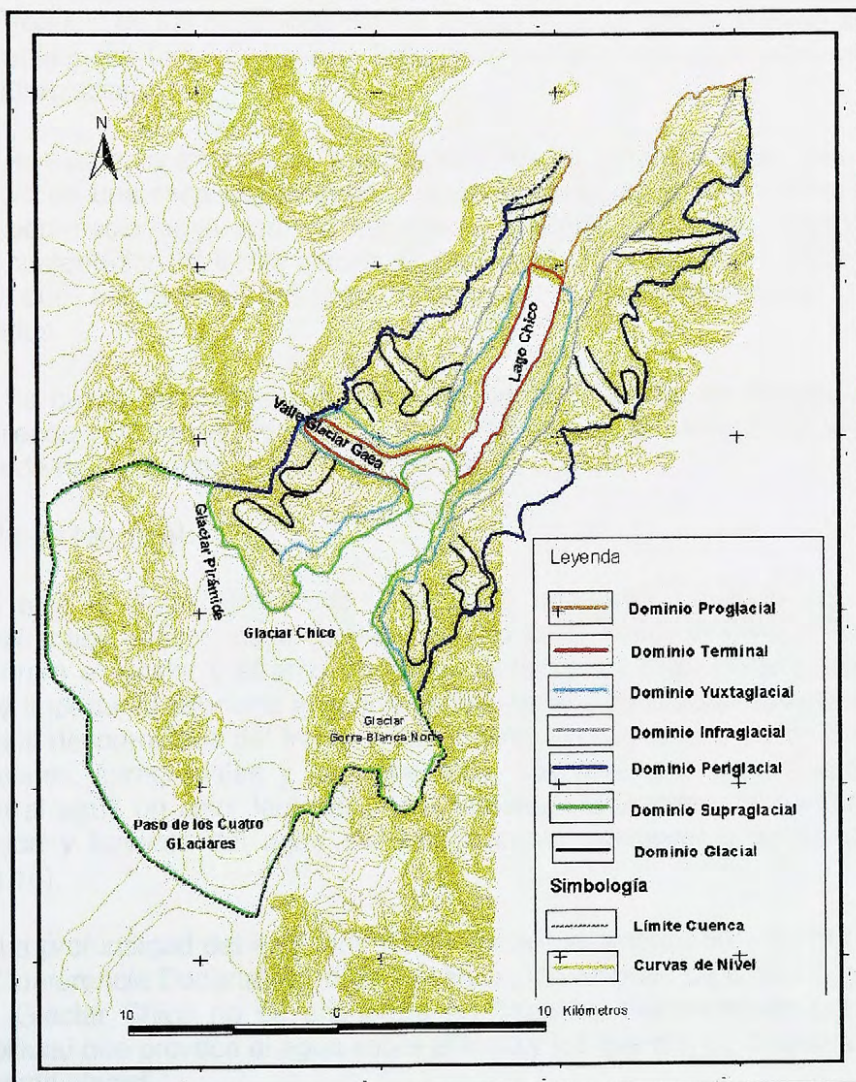 N
Lago Chico
Valle Glaciar Gaea
Glaciar Pirámide
Glaciar Chico
Glaciar
Gorra Blanca Norte
Paso de los Cuatro
GLaciares
Leyenda
Dominio Proglacial
Dominio Terminal
Dominio Yuxtaglacial
Dominio Infraglacial
Dominio Periglacial
Dominio Supraglacial
Dominio Glacial
Simbología
Límite Cuenca
Curvas de Nivel
10 0 10 Kilómetros